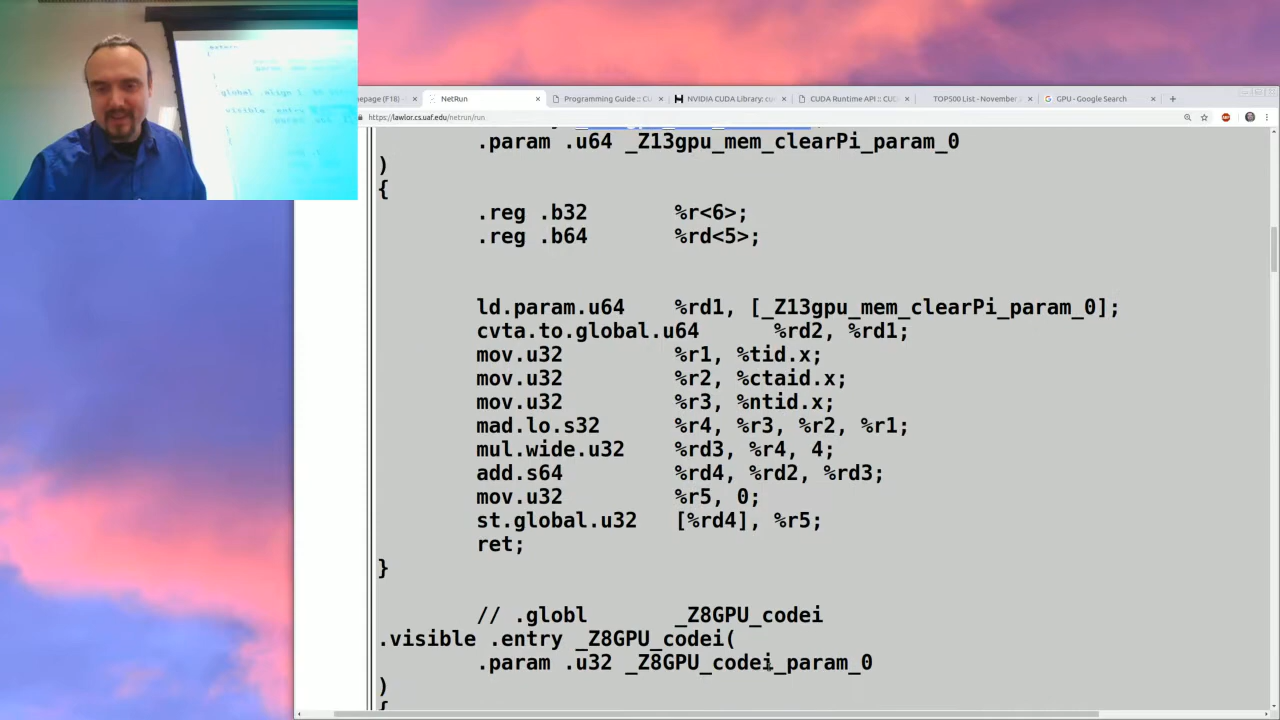 mepage (F18)
NetRun
Programming Guide :: CU
NVIDIA CUDA Library: cu
CUDA Runtime API :: CUD
TOP500 List - November
GPU - Google Search
https://lawlor.cs.uaf.edu/netrun/run
.param .u64 _Z13gpu_mem_clearPi_param_0
)
{
.reg .b32 %r<6>;
.reg .b64 %rd<5>;
ld.param.u64 %rd1, [_Z13gpu_mem_clearPi_param_0];
cvta.to.global.u64 %rd2, %rd1;
mov.u32 %r1, %tid.x;
mov.u32 %r2, %ctaid.x;
mov.u32 %r3, %ntid.x;
mad.lo.s32 %r4, %r3, %r2, %r1;
mul.wide.u32 %rd3, %r4, 4;
add.s64 %rd4, %rd2, %rd3;
mov.u32 %r5, 0;
st.global.u32 [%rd4], %r5;
ret;
}
// .globl _Z8GPU_codei
.visible .entry _Z8GPU_codei(
.param .u32 _Z8GPU_codei_param_0
)
{